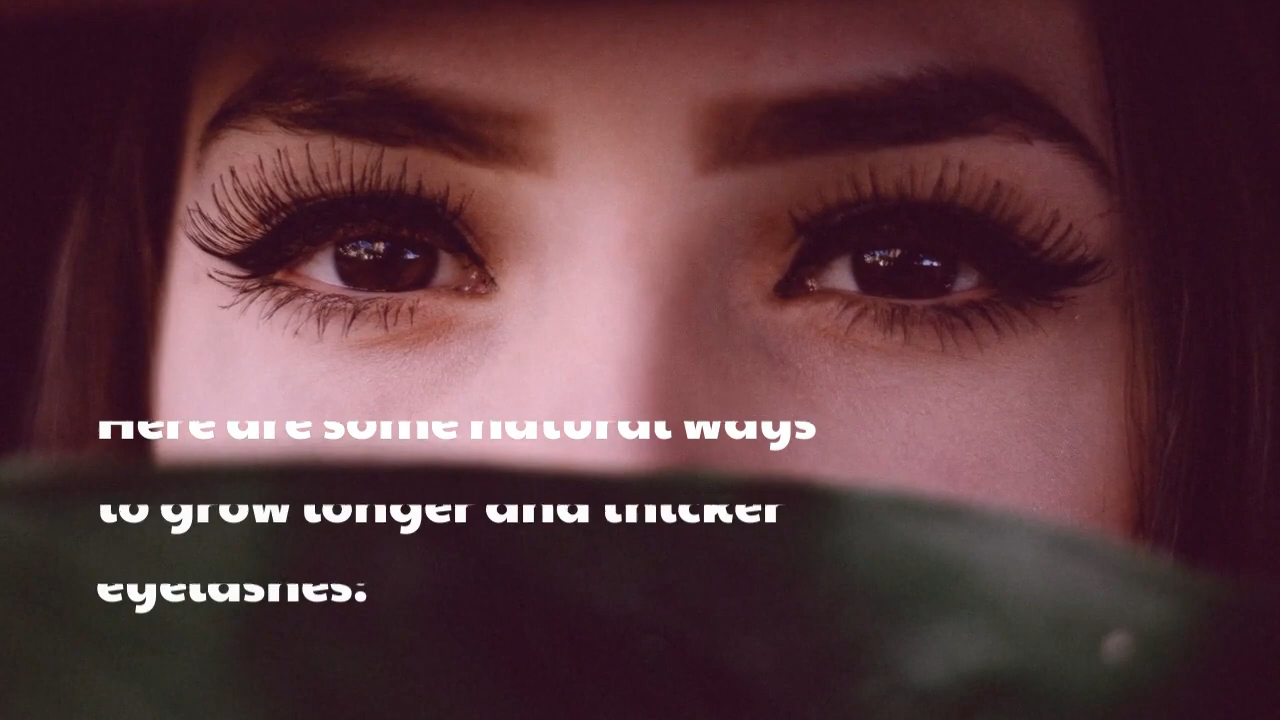 Here are some natural ways
to grow longer and thicker
eyelashes: